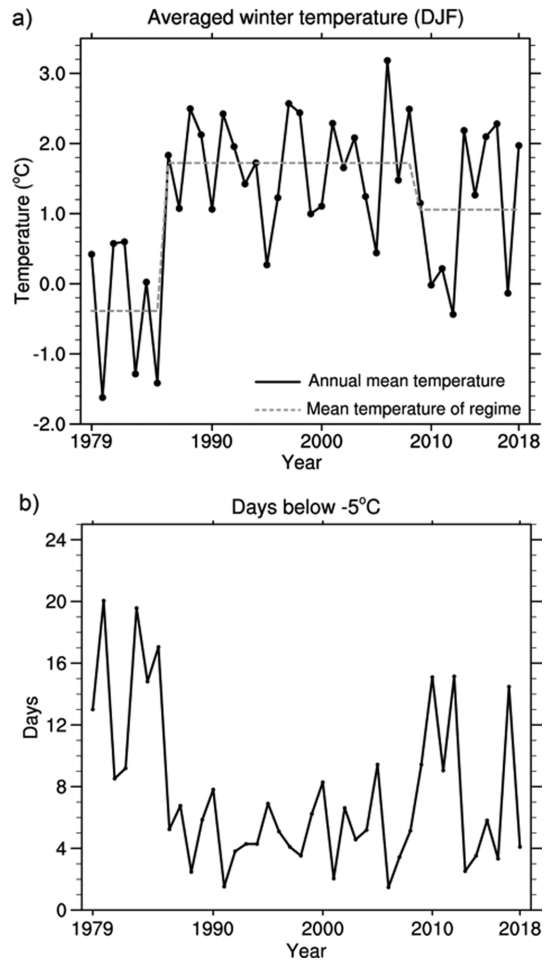 a)
Averaged winter temperature (DJF)
Temperature (°C)
3.0
2.0
1.0
0.0
-1.0
-2.0
Annual mean temperature
Mean temperature of regime
1979 1990 2000 2010 2018
Year
b)
Days below -5°C
Days
24
20
16
12
8
4
0
1979 1990 2000 2010 2018
Year